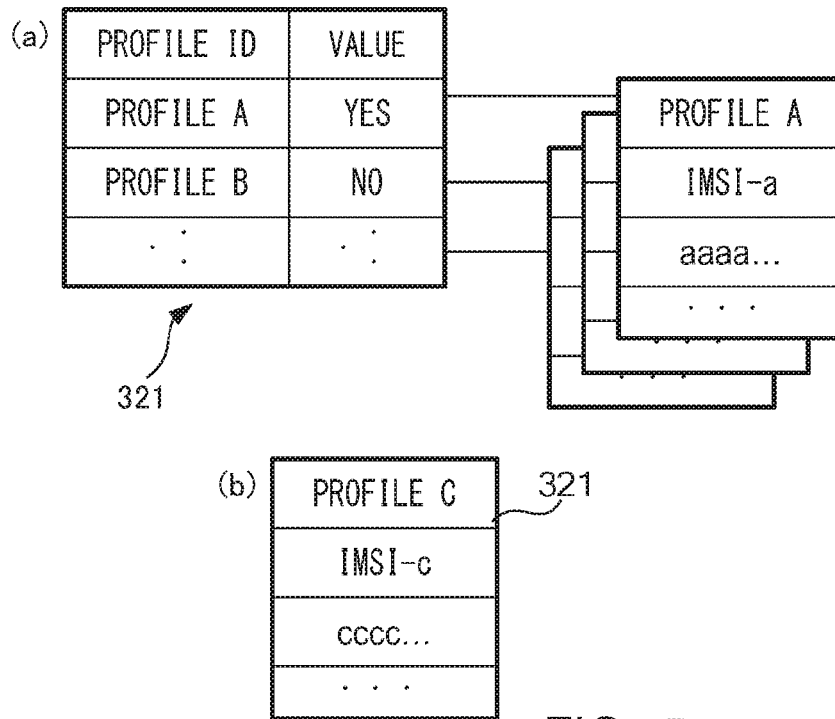 (a)
PROFILE ID VALUE
PROFILE A YES
PROFILE B NO
PROFILE A
IMSI-a
aaaa...
. . .
321
(b)
PROFILE C
321
IMSI-c
cccc...
. . .